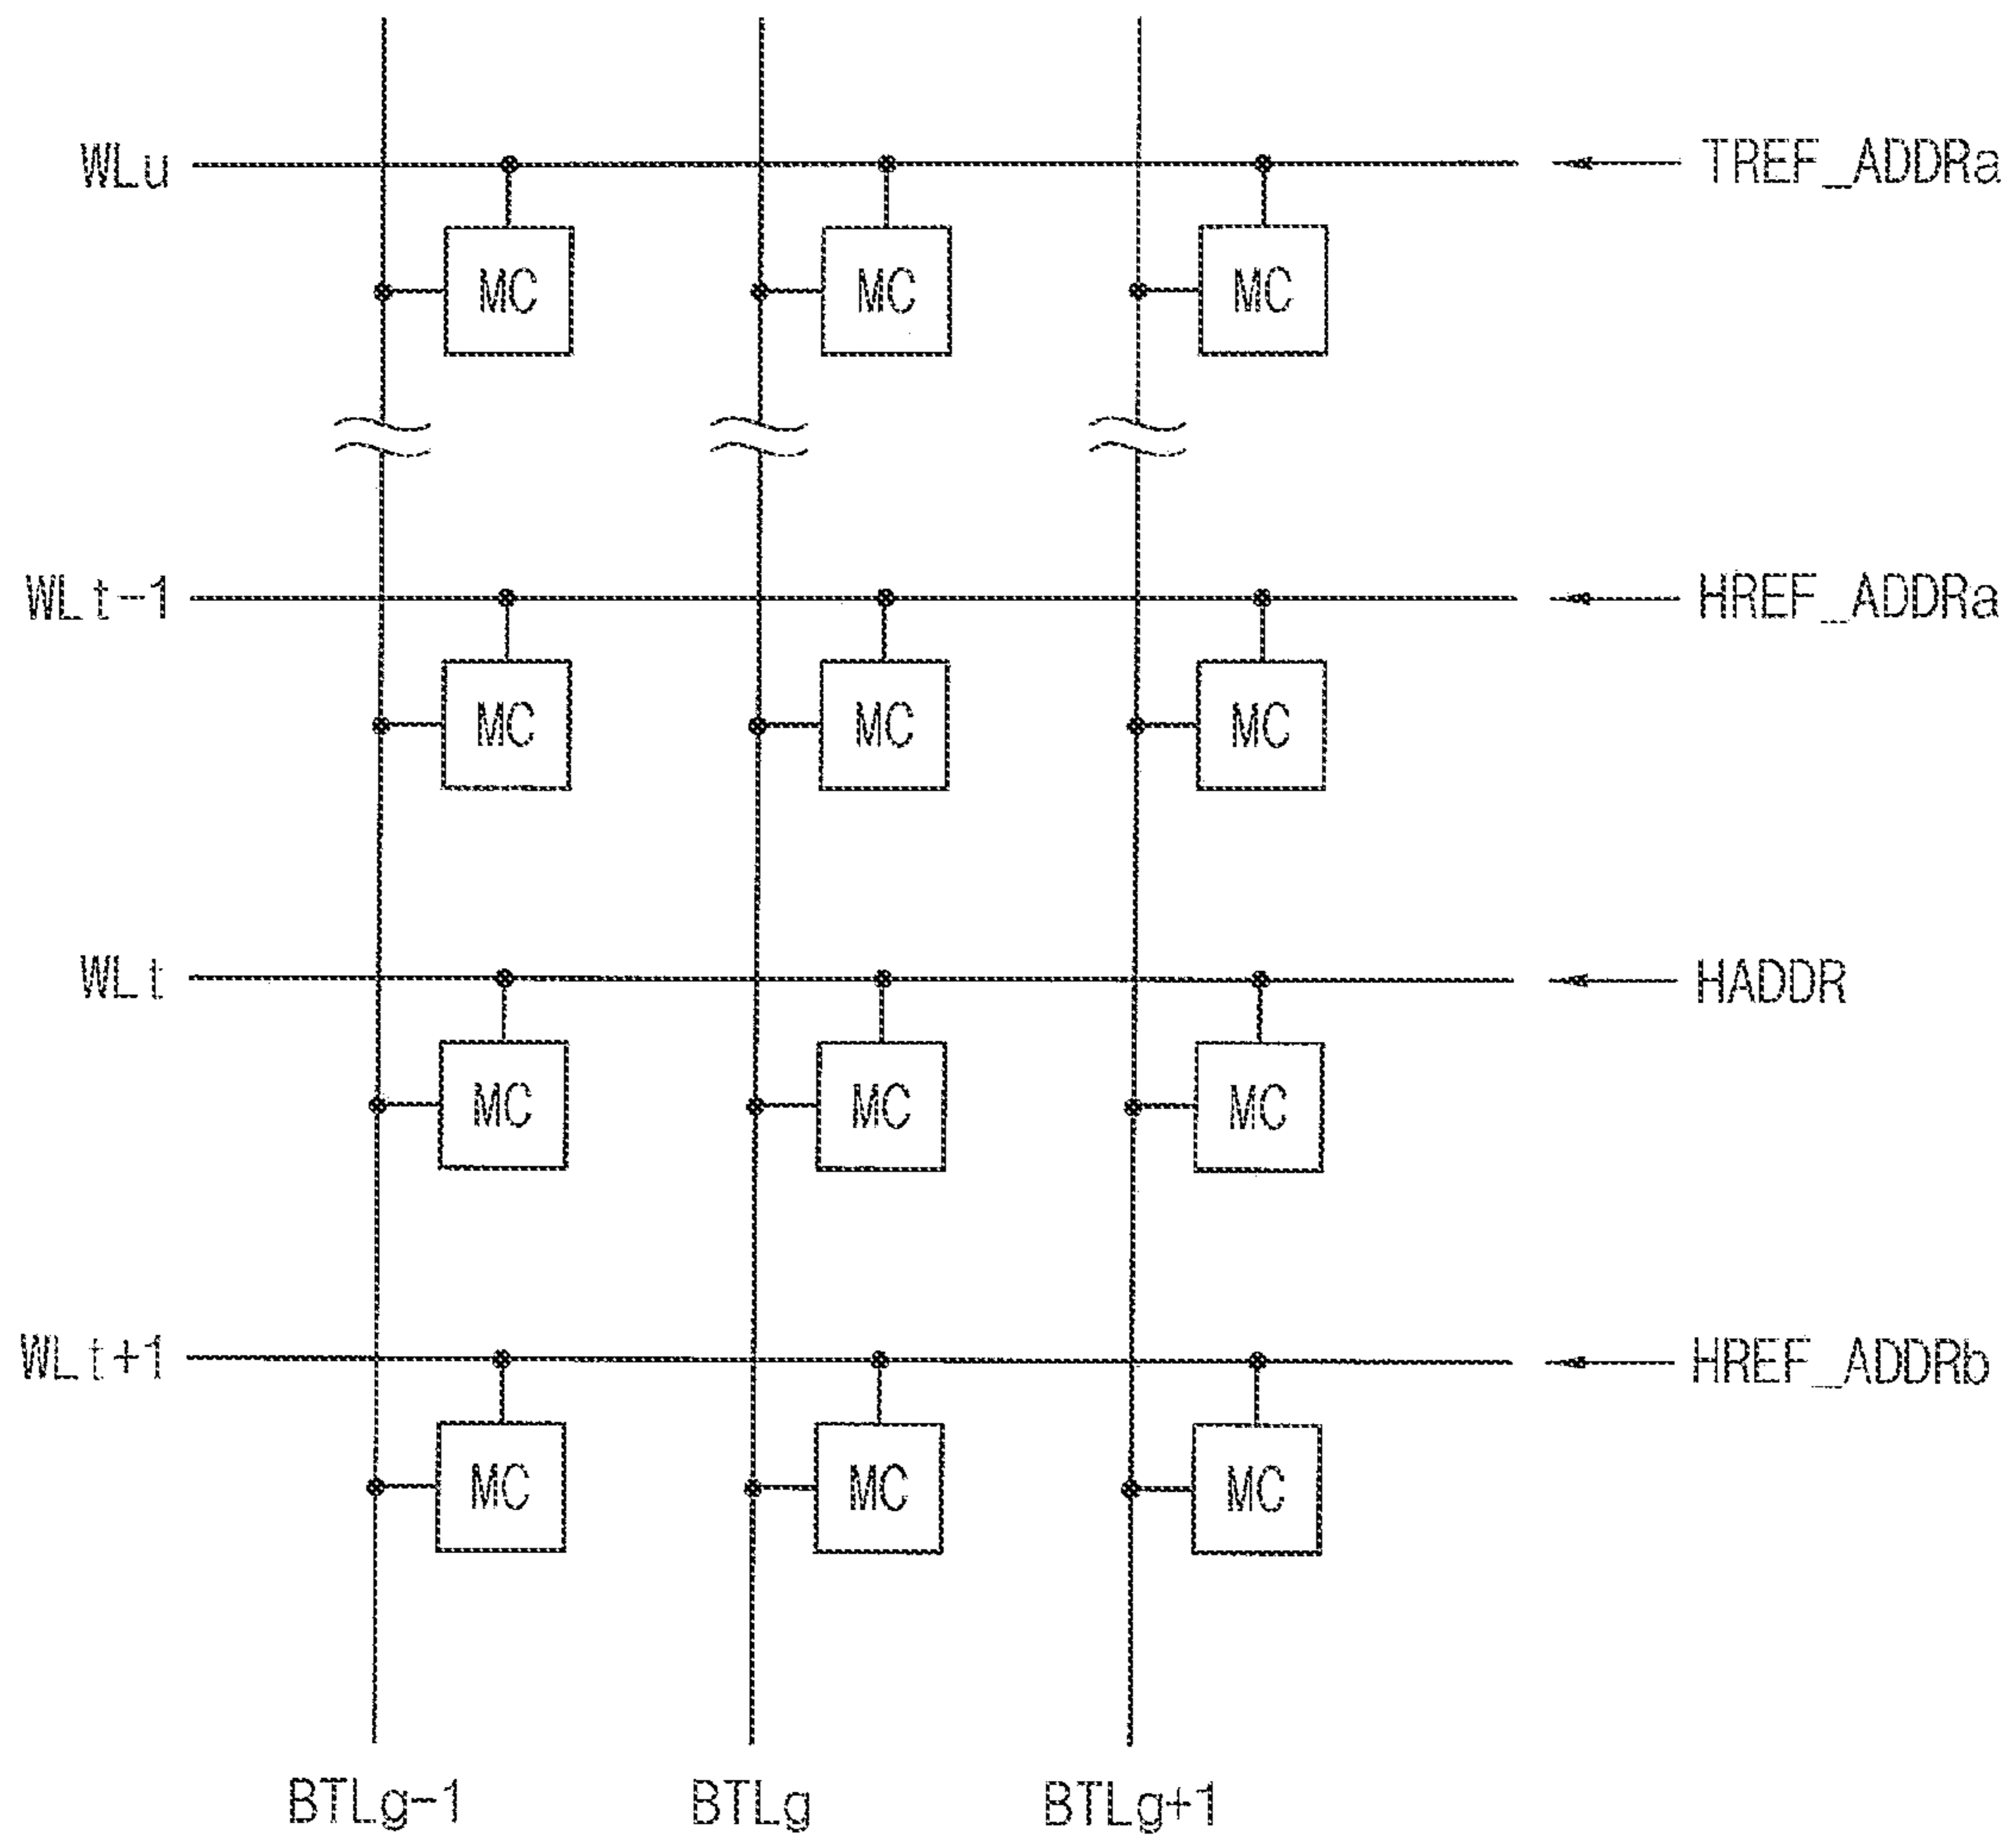 WLu TREF_ADDRa
MC MC MC
WLt-1 HREF_ADDRa
MC MC MC
WLt HADDR
MC MC MC
WLt+1 HREF_ADDRb
MC MC MC
BTLg-1 BTLg BTLg+1